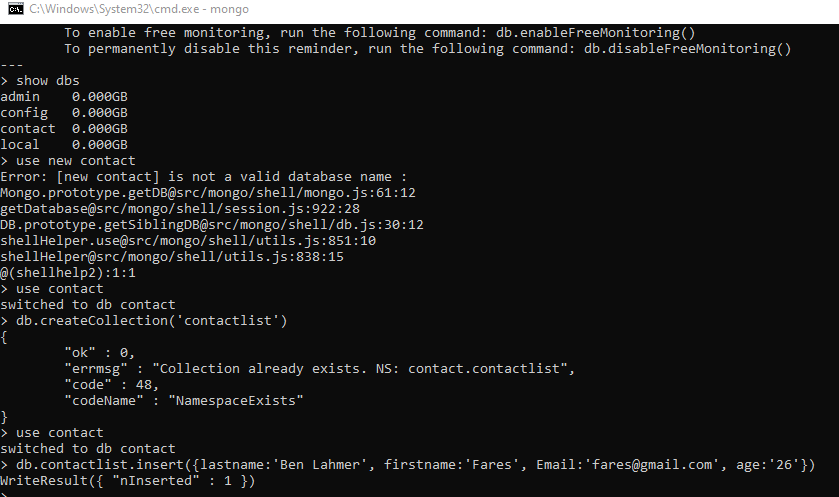 C:\Windows\System32\cmd.exe - mongo
To enable free monitoring, run the following command: db.enableFreeMonitoring()
To permanently disable this reminder, run the following command: db.disableFreeMonitoring()
---
> show dbs
admin    0.000GB
config   0.000GB
contact  0.000GB
local    0.000GB
> use new contact
Error: [new contact] is not a valid database name :
Mongo.prototype.getDB@src/mongo/shell/mongo.js:61:12
getDatabase@src/mongo/shell/session.js:922:28
DB.prototype.getSiblingDB@src/mongo/shell/db.js:30:12
shellHelper.use@src/mongo/shell/utils.js:851:10
shellHelper@src/mongo/shell/utils.js:838:15
@(shellhelp2):1:1
> use contact
switched to db contact
> db.createCollection('contactlist')
{
        "ok" : 0,
        "errmsg" : "Collection already exists. NS: contact.contactlist",
        "code" : 48,
        "codeName" : "NamespaceExists"
}
> use contact
switched to db contact
> db.contactlist.insert({lastname:'Ben Lahmer', firstname:'Fares', Email:'fares@gmail.com', age:'26'})
WriteResult({ "nInserted" : 1 })
>